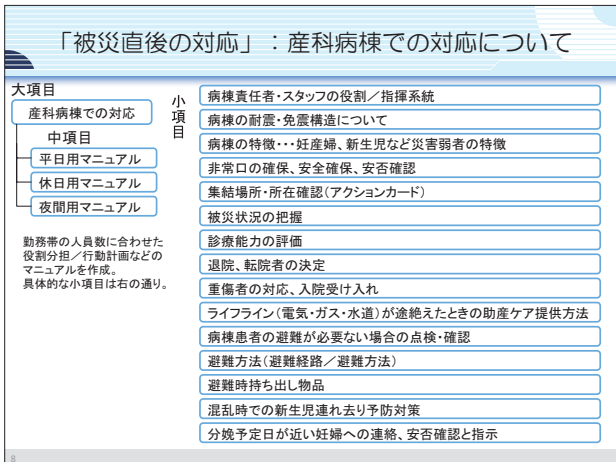 「被災直後の対応」：産科病棟での対応について
大項目
産科病棟での対応
中項目
平日用マニュアル
休日用マニュアル
夜間用マニュアル
勤務帯の人員数に合わせた
役割分担／行動計画などの
マニュアルを作成。
具体的な小項目は右の通り。
小項目
病棟責任者・スタッフの役割／指揮系統
病棟の耐震・免震構造について
病棟の特徴・・・妊産婦、新生児など災害弱者の特徴
非常口の確保、安全確保、安否確認
集結場所・所在確認（アクションカード）
被災状況の把握
診療能力の評価
退院、転院者の決定
重傷者の対応、入院受け入れ
ライフライン（電気・ガス・水道）が途絶えたときの助産ケア提供方法
病棟患者の避難が必要ない場合の点検・確認
避難方法（避難経路／避難方法）
避難時持ち出し物品
混乱時での新生児連れ去り予防対策
分娩予定日が近い妊婦への連絡、安否確認と指示
8